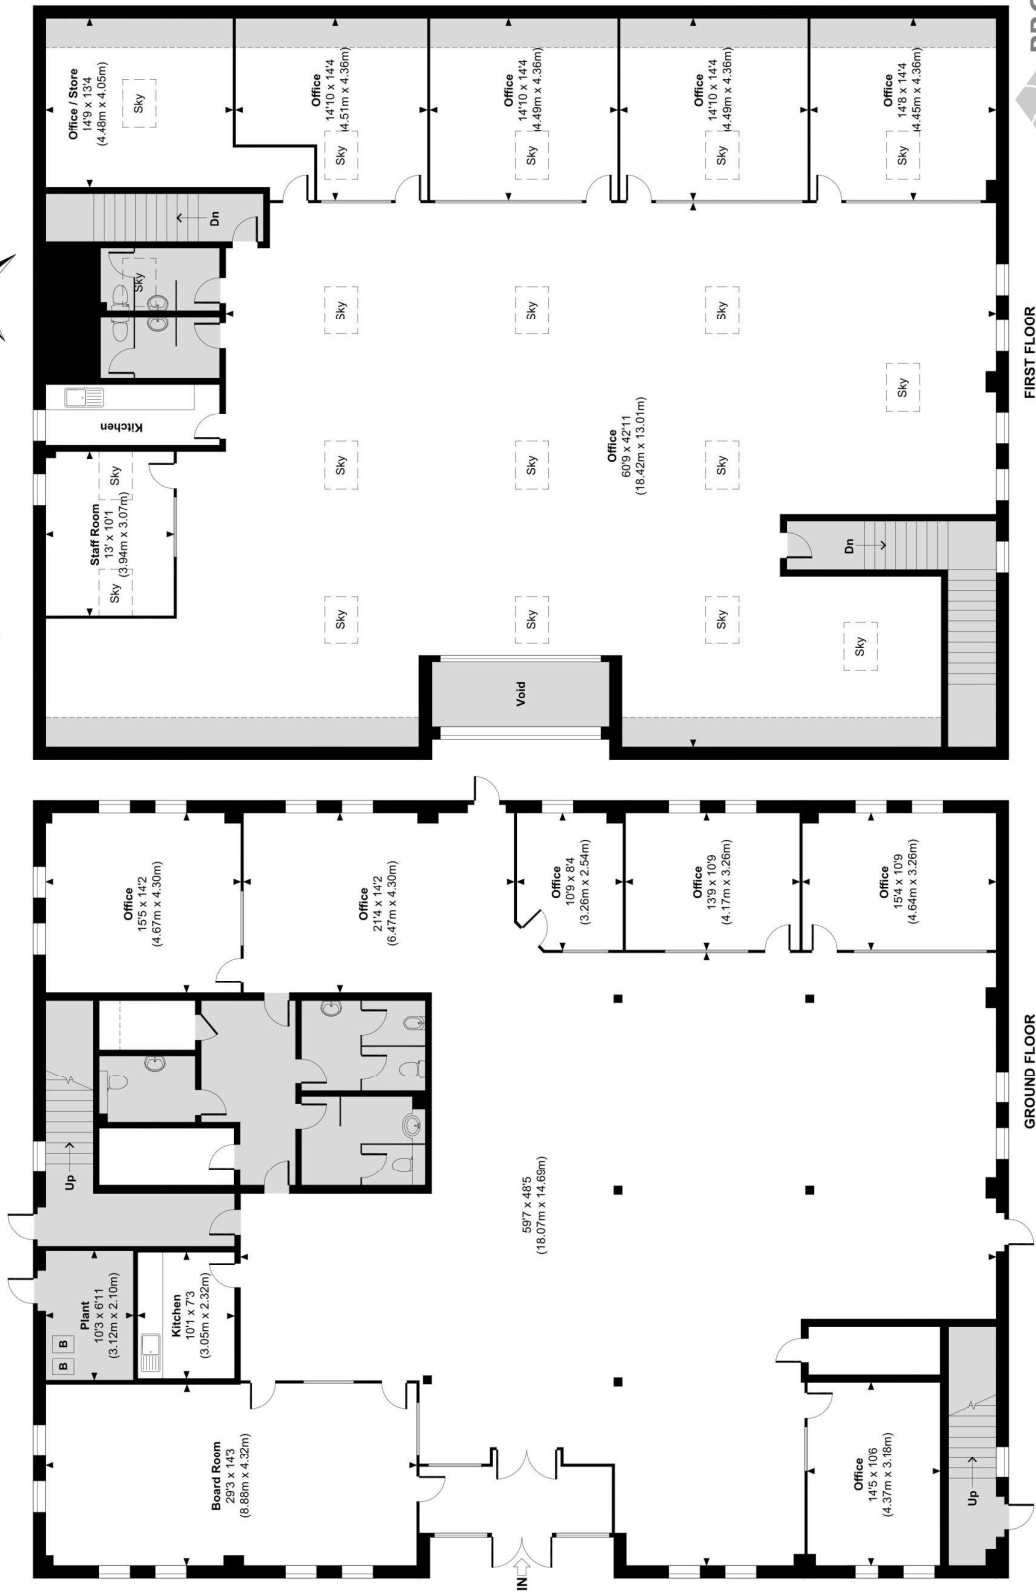 Office / Store
14'9 x 13'4
(4.48m x 4.05m)
Sky
Office
14'10 x 14'4
(4.51m x 4.36m)
Sky
Office
14'10 x 14'4
(4.49m x 4.36m)
Sky
Office
14'10 x 14'4
(4.49m x 4.36m)
Sky
Office
14'8 x 14'4
(4.45m x 4.36m)
Sky
Dn
Sky
Kitchen
Staff Room
13' x 10'1
(3.94m x 3.07m)
Sky
Sky
Sky
Sky
Sky
Sky
Sky
Sky
Sky
Office
60'9 x 42'11
(18.42m x 13.01m)
Sky
Sky
Sky
Sky
Dn
Void
FIRST FLOOR
Office
15'5 x 14'2
(4.67m x 4.30m)
Office
21'4 x 14'2
(6.47m x 4.30m)
Office
10'9 x 8'4
(3.26m x 2.54m)
Office
13'9 x 10'9
(4.17m x 3.26m)
Office
15'4 x 10'9
(4.64m x 3.26m)
Up
Plant
10'3 x 6'11
(3.12m x 2.10m)
B
B
Kitchen
10'1 x 7'3
(3.05m x 2.32m)
59'7 x 48'5
(18.07m x 14.69m)
Board Room
29'3 x 14'3
(8.88m x 4.32m)
Office
14'5 x 10'6
(4.37m x 3.18m)
Up
IN
GROUND FLOOR